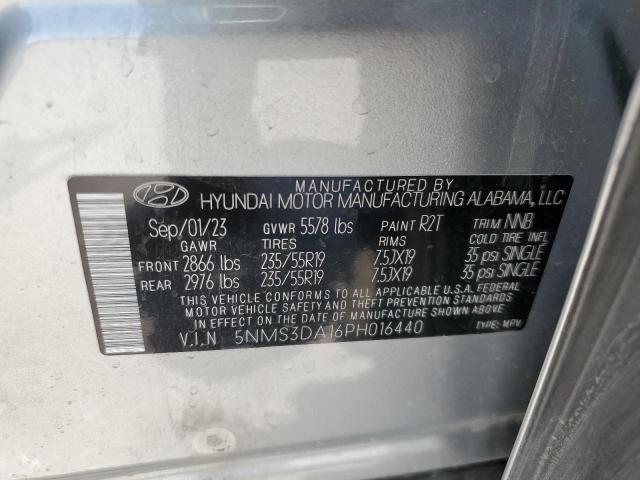 MANUFACTURED BY
HYUNDAI MOTOR MANUFACTURING ALABAMA, LLC
Sep/01/23 GVWR 5578 lbs PAINT R2T TRIM NNB
GAWR TIRES RIMS COLD TIRE INFL
FRONT 2866 lbs 235/55R19 7.5JX19 35 psi SINGLE
REAR 2976 lbs 235/55R19 7.5JX19 35 psi SINGLE
THIS VEHICLE CONFORMS TO ALL APPLICABLE U.S.A. FEDERAL
MOTOR VEHICLE SAFETY AND THEFT PREVENTION STANDARDS
IN EFFECT ON THE DATE OF MANUFACTURE SHOWN ABOVE.
V.I.N 5NMS3DA16PH016440 TYPE: MPV